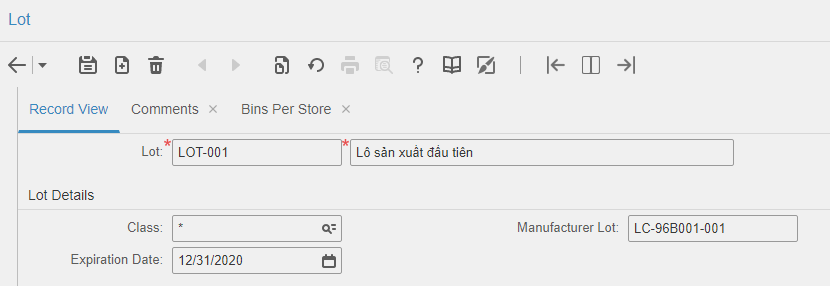 Lot
Record View Comments × Bins Per Store ×
Lot: * LOT-001 * Lô sản xuất đầu tiên
Lot Details
Class: * Manufacturer Lot: LC-96B001-001
Expiration Date: 12/31/2020